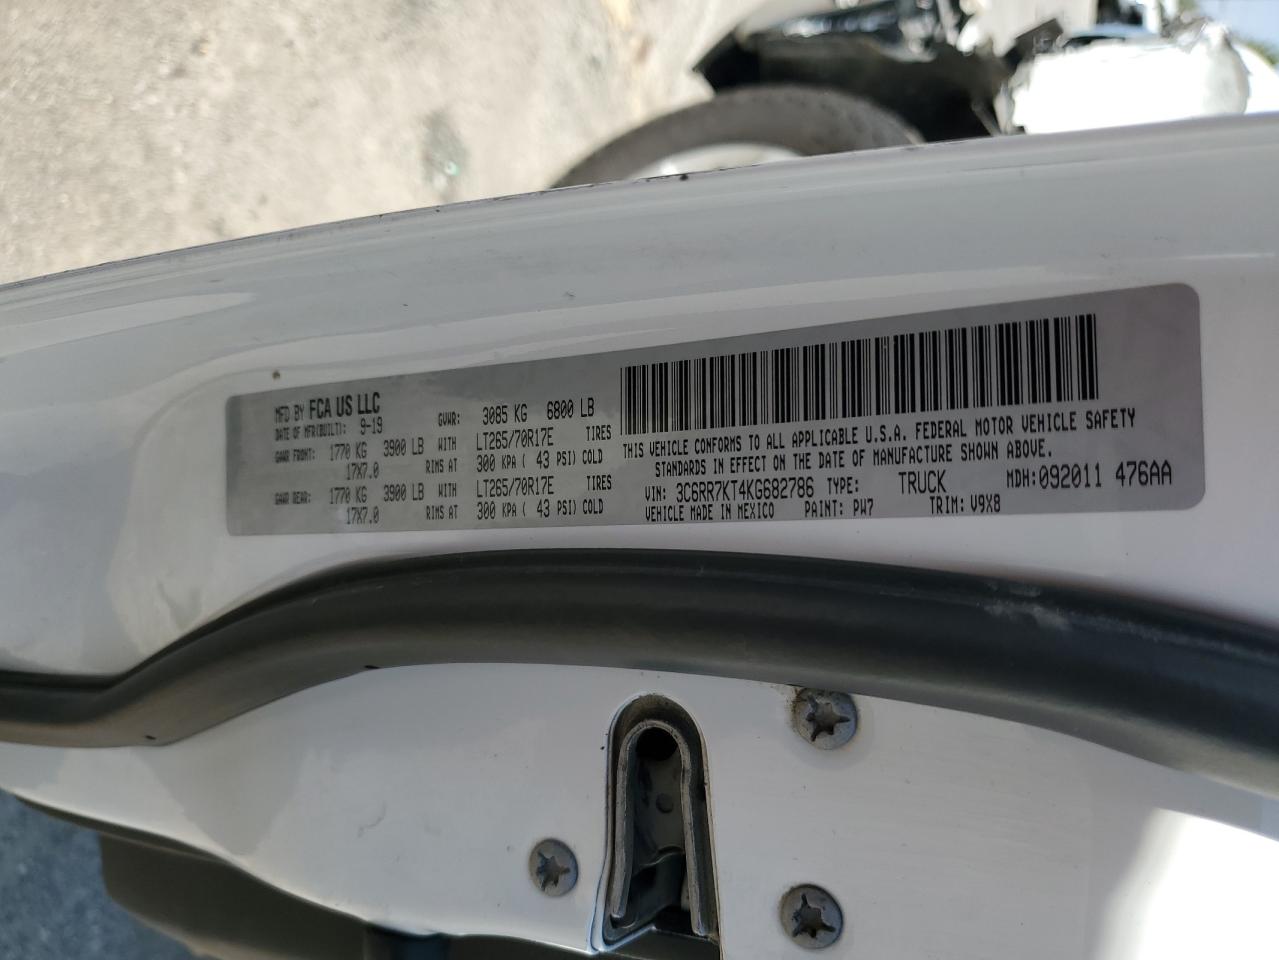 MFD BY FCA US LLC
DATE OF MFR(BUILT): 9-19 GVWR: 3085 KG 6800 LB
GAWR FRONT: 1770 KG 3900 LB WITH LT265/70R17E TIRES
17X7.0 RIMS AT 300 KPA ( 43 PSI) COLD
GAWR REAR: 1770 KG 3900 LB WITH LT265/70R17E TIRES
17X7.0 RIMS AT 300 KPA ( 43 PSI) COLD
THIS VEHICLE CONFORMS TO ALL APPLICABLE U.S.A. FEDERAL MOTOR VEHICLE SAFETY
STANDARDS IN EFFECT ON THE DATE OF MANUFACTURE SHOWN ABOVE.
VIN: 3C6RR7KT4KG682786 TYPE: TRUCK MDH: 092011 476AA
VEHICLE MADE IN MEXICO PAINT: PW7 TRIM: V9X8